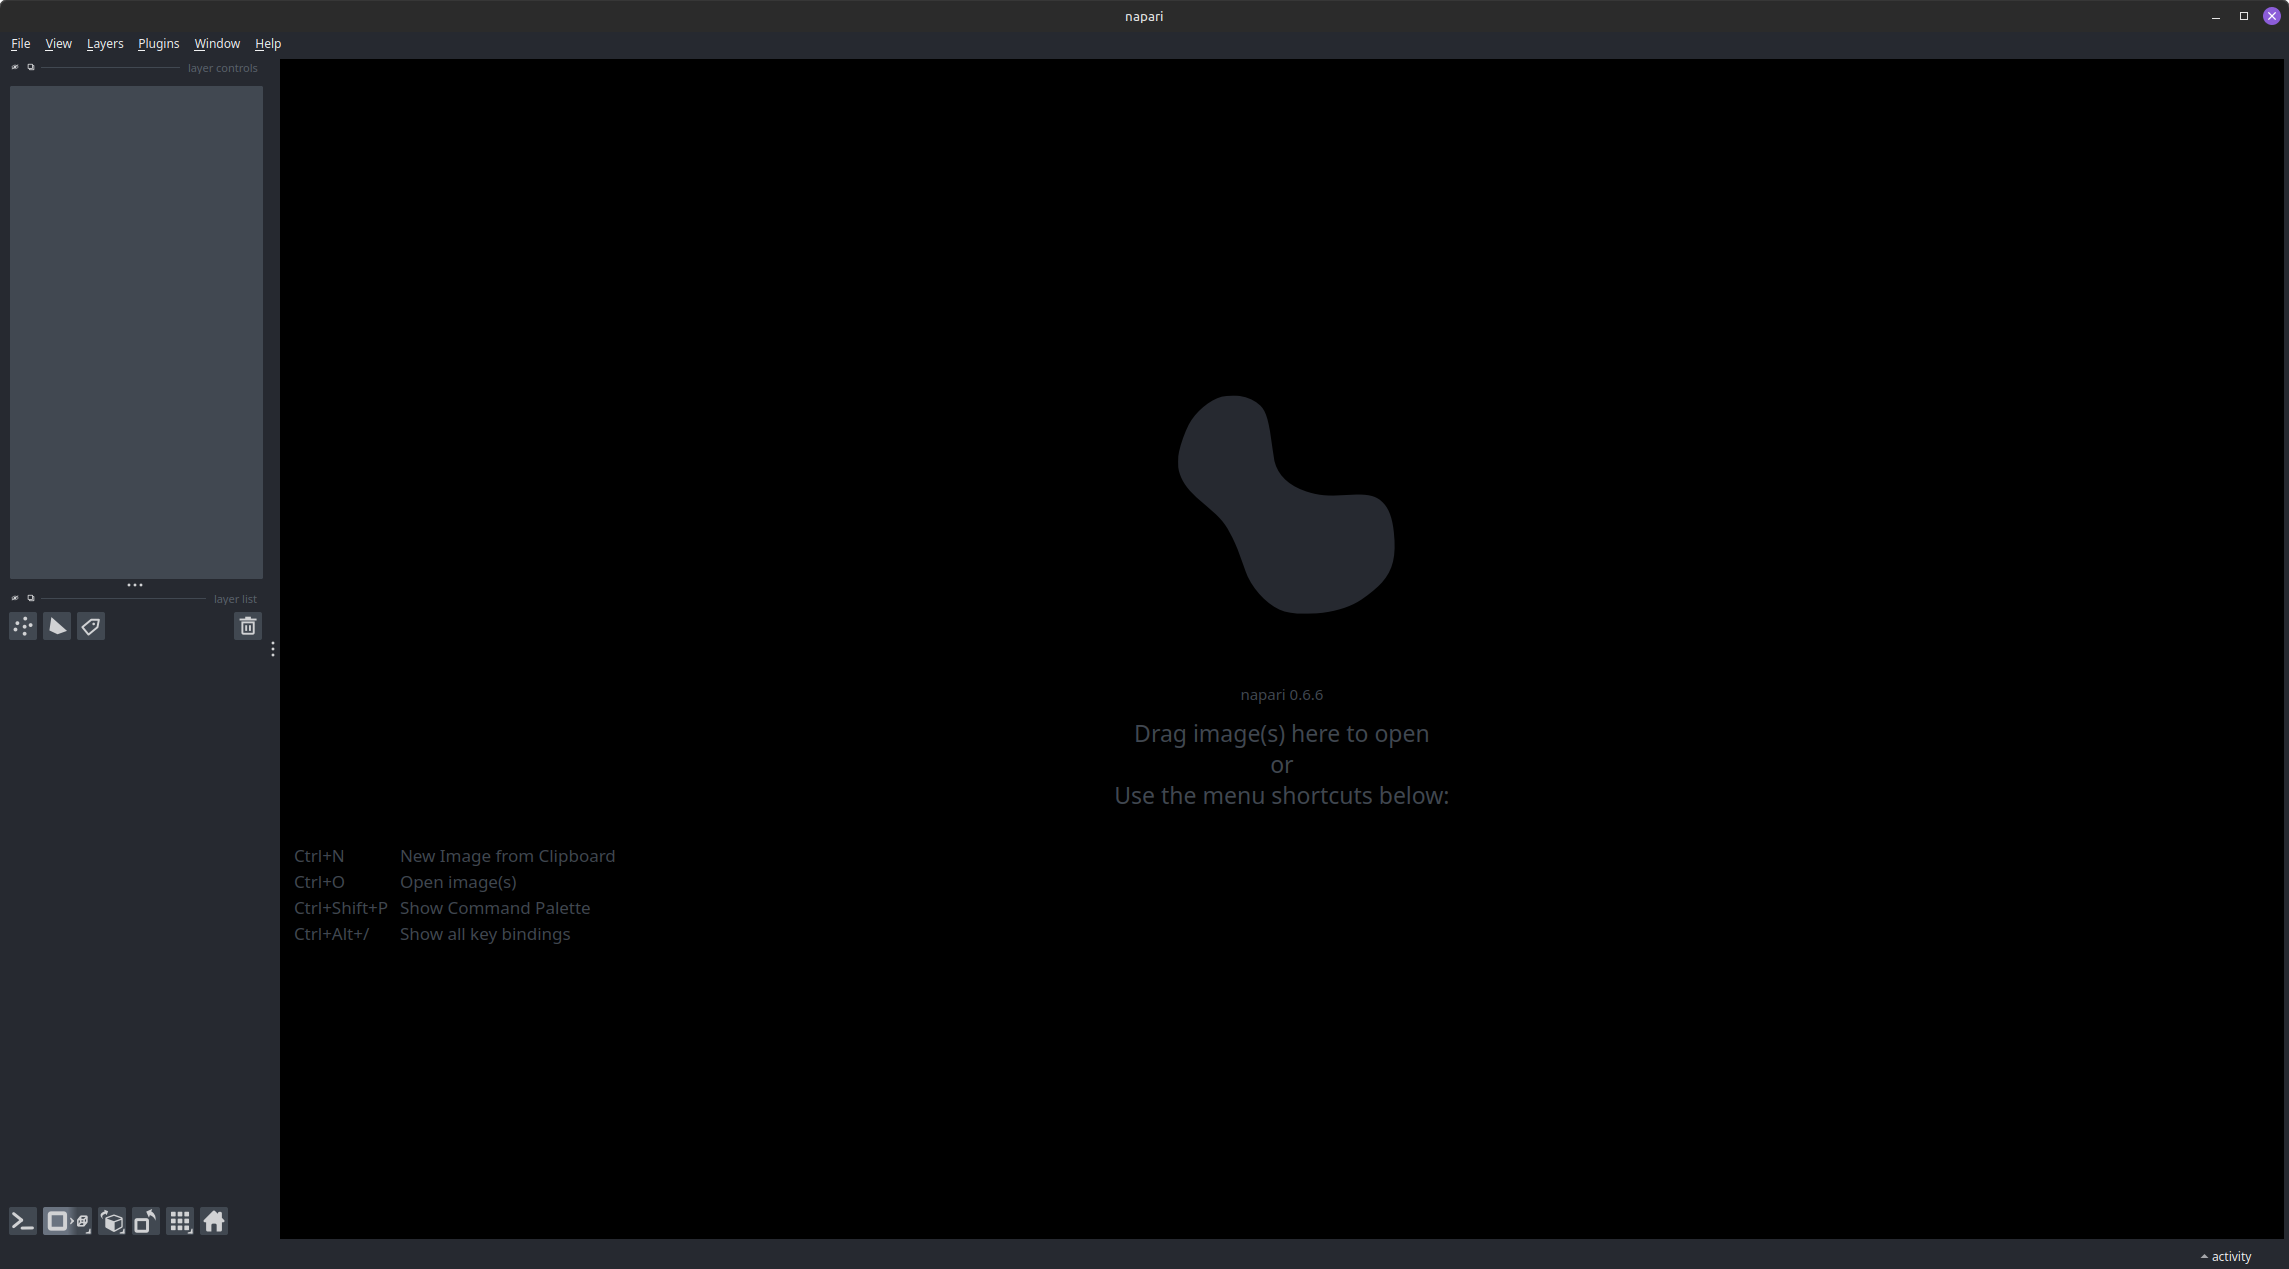 napari
File View Layers Plugins Window Help
layer controls
layer list
napari 0.6.6
Drag image(s) here to open
or
Use the menu shortcuts below:
Ctrl+N New Image from Clipboard
Ctrl+O Open image(s)
Ctrl+Shift+P Show Command Palette
Ctrl+Alt+/ Show all key bindings
activity